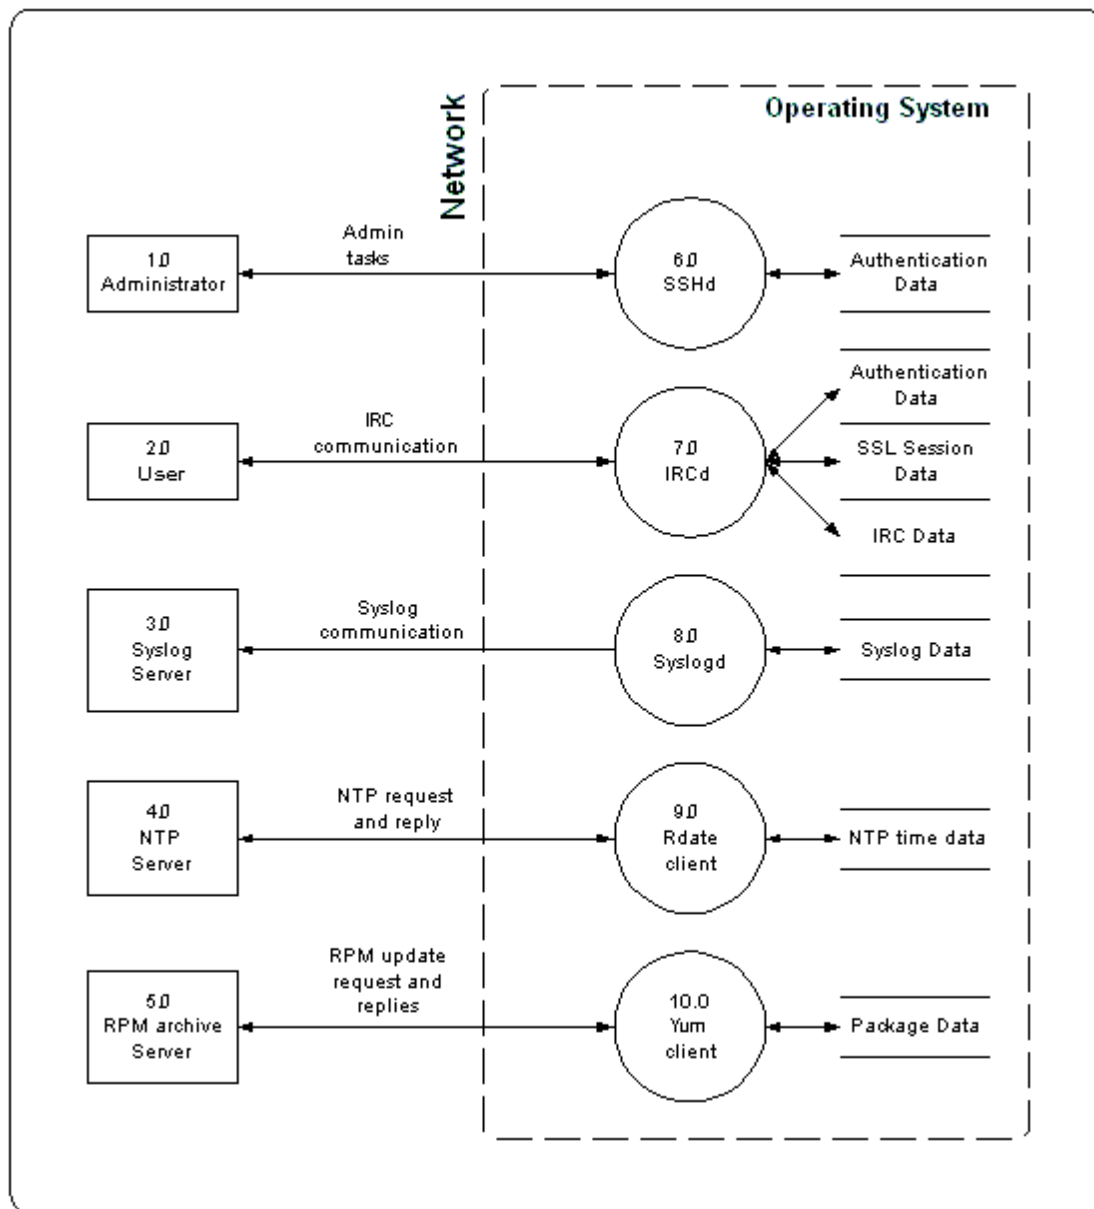 Network
Operating System
1.0
Administrator
Admin
tasks
6.0
SSHd
Authentication
Data
2.0
User
IRC
communication
7.0
IRCd
Authentication
Data
SSL Session
Data
IRC Data
3.0
Syslog
Server
Syslog
communication
8.0
Syslogd
Syslog Data
4.0
NTP
Server
NTP request
and reply
9.0
Rdate
client
NTP time data
5.0
RPM archive
Server
RPM update
request and
replies
10.0
Yum
client
Package Data